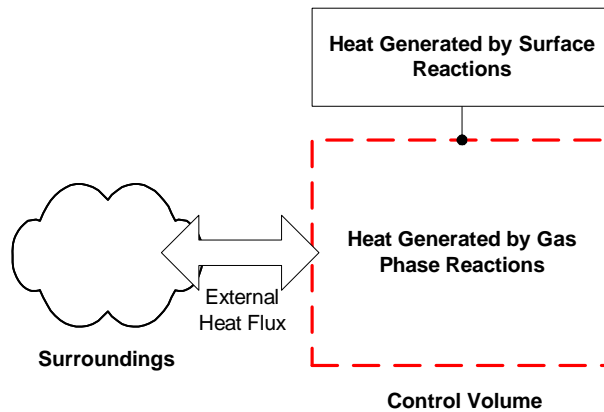 Heat Generated by Surface
Reactions
Heat Generated by Gas
Phase Reactions
External
Heat Flux
Surroundings
Control Volume